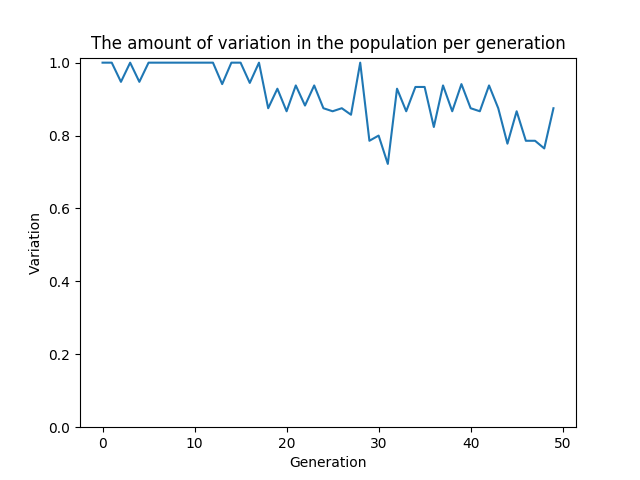 The amount of variation in the population per generation
1.0
0.8
0.6
0.4
0.2
0.0
Variation
0 10 20 30 40 50
Generation